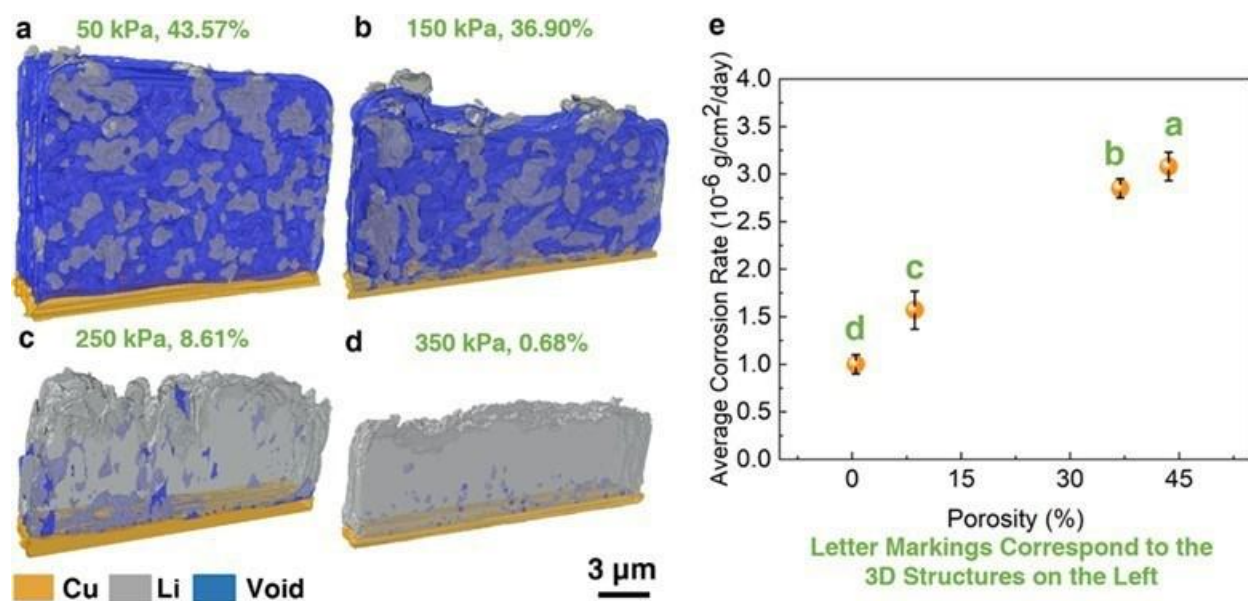 a 50 kPa, 43.57%
b 150 kPa, 36.90%
c 250 kPa, 8.61%
d 350 kPa, 0.68%
Cu Li Void
3 µm
e
Average Corrosion Rate (10⁻⁶ g/cm²/day)
4.0
3.5
3.0
2.5
2.0
1.5
1.0
0.5
0.0
a
b
c
d
0 15 30 45
Porosity (%)
Letter Markings Correspond to the
3D Structures on the Left